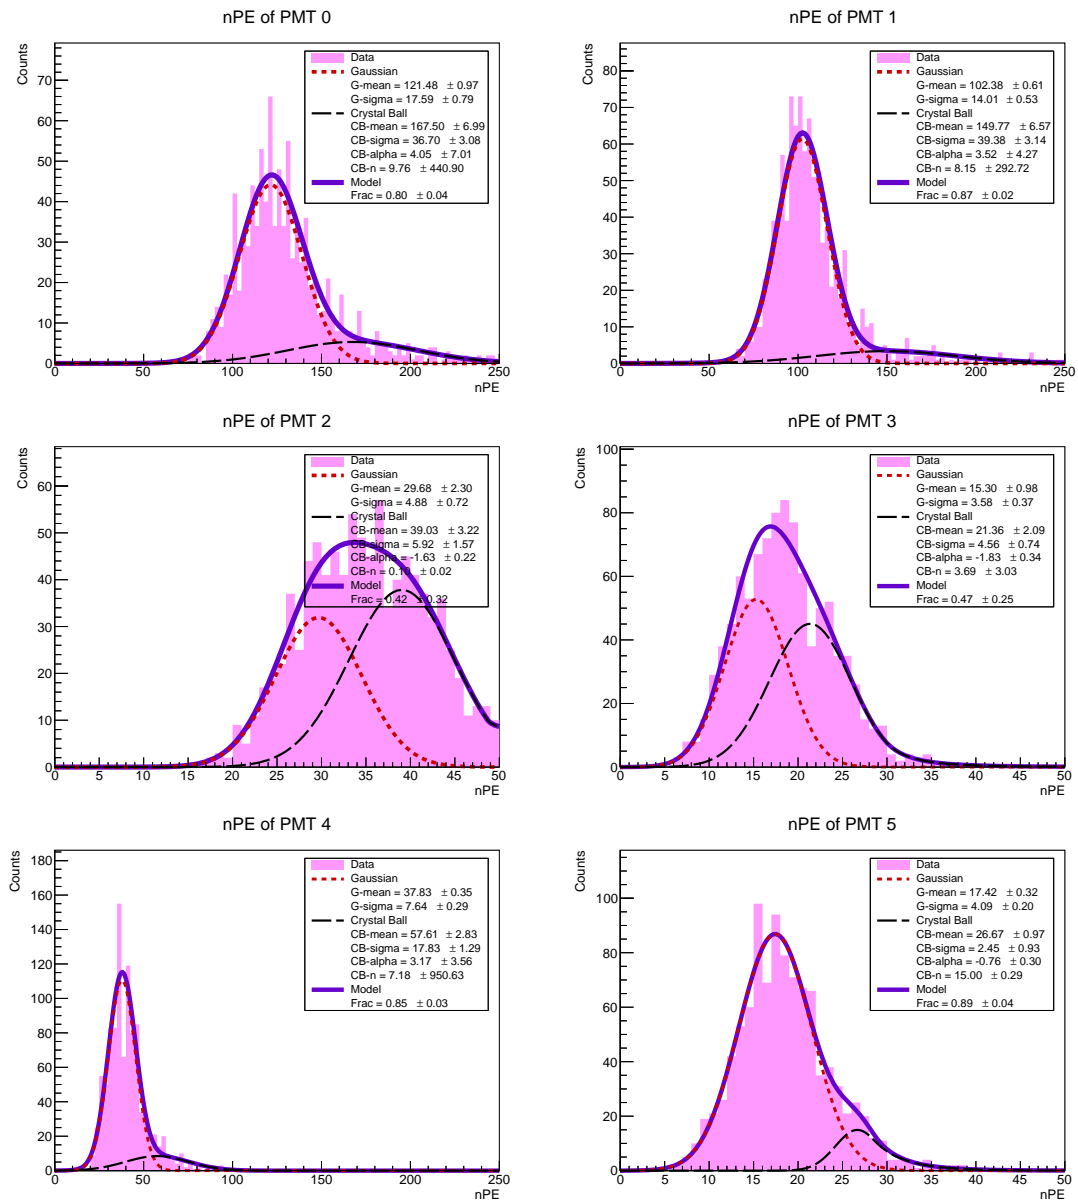 nPE of PMT 0
Counts
70
60
50
40
30
20
10
0
0 50 100 150 200 250
nPE
Data
Gaussian
G-mean = 121.48 ± 0.97
G-sigma = 17.59 ± 0.79
Crystal Ball
CB-mean = 167.50 ± 6.99
CB-sigma = 36.70 ± 3.08
CB-alpha = 4.05 ± 7.01
CB-n = 9.76 ± 440.90
Model
Frac = 0.80 ± 0.04
nPE of PMT 1
Counts
80
70
60
50
40
30
20
10
0
0 50 100 150 200 250
nPE
Data
Gaussian
G-mean = 102.38 ± 0.61
G-sigma = 14.01 ± 0.53
Crystal Ball
CB-mean = 149.77 ± 6.57
CB-sigma = 39.38 ± 3.14
CB-alpha = 3.52 ± 4.27
CB-n = 8.15 ± 292.72
Model
Frac = 0.87 ± 0.02
nPE of PMT 2
Counts
60
50
40
30
20
10
0
0 5 10 15 20 25 30 35 40 45 50
nPE
Data
Gaussian
G-mean = 29.68 ± 2.30
G-sigma = 4.88 ± 0.72
Crystal Ball
CB-mean = 39.03 ± 3.22
CB-sigma = 5.92 ± 1.57
CB-alpha = -1.63 ± 0.22
CB-n = 0.10 ± 0.02
Model
Frac = 0.42 ± 0.32
nPE of PMT 3
Counts
100
80
60
40
20
0
0 5 10 15 20 25 30 35 40 45 50
nPE
Data
Gaussian
G-mean = 15.30 ± 0.98
G-sigma = 3.58 ± 0.37
Crystal Ball
CB-mean = 21.36 ± 2.09
CB-sigma = 4.56 ± 0.74
CB-alpha = -1.83 ± 0.34
CB-n = 3.69 ± 3.03
Model
Frac = 0.47 ± 0.25
nPE of PMT 4
Counts
180
160
140
120
100
80
60
40
20
0
0 50 100 150 200 250
nPE
Data
Gaussian
G-mean = 37.83 ± 0.35
G-sigma = 7.64 ± 0.29
Crystal Ball
CB-mean = 57.61 ± 2.83
CB-sigma = 17.83 ± 1.29
CB-alpha = 3.17 ± 3.56
CB-n = 7.18 ± 950.63
Model
Frac = 0.85 ± 0.03
nPE of PMT 5
Counts
100
80
60
40
20
0
0 5 10 15 20 25 30 35 40 45 50
nPE
Data
Gaussian
G-mean = 17.42 ± 0.32
G-sigma = 4.09 ± 0.20
Crystal Ball
CB-mean = 26.67 ± 0.97
CB-sigma = 2.45 ± 0.93
CB-alpha = -0.76 ± 0.30
CB-n = 15.00 ± 0.29
Model
Frac = 0.89 ± 0.04